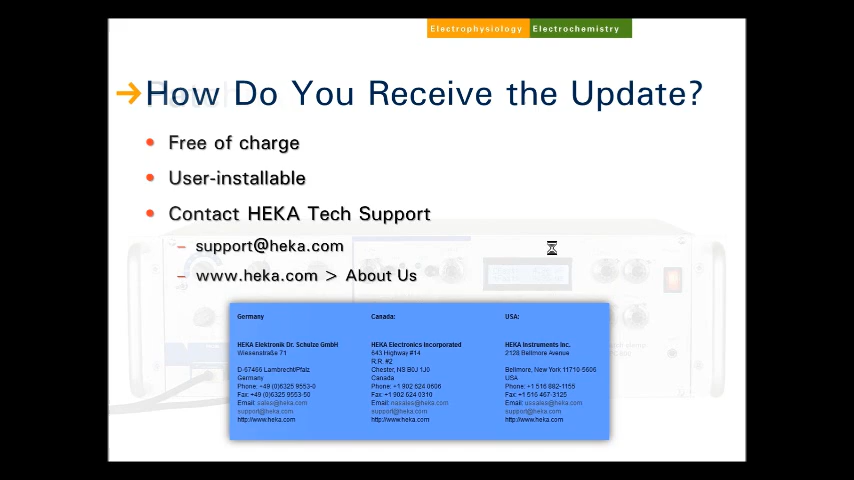 Electrophysiology Electrochemistry
How Do You Receive the Update?
Free of charge
User-installable
Contact HEKA Tech Support
– support@heka.com
– www.heka.com > About Us
Germany
HEKA Elektronik Dr. Schulze GmbH
Wiesenstraße 71
D-67466 Lambrecht/Pfalz
Germany
Phone: +49 (0)6325 9553-0
Fax: +49 (0)6325 9553-50
Email: sales@heka.com
support@heka.com
http://www.heka.com
Canada:
HEKA Electronics Incorporated
643 Highway #14
R.R. #2
Chester, NS B0J 1J0
Canada
Phone: +1 902 624 0606
Fax: +1 902 624 0310
Email: nasales@heka.com
support@heka.com
http://www.heka.com
USA:
HEKA Instruments Inc.
2128 Bellmore Avenue
Bellmore, New York 11710-5606
USA
Phone: +1 516 882-1155
Fax: +1 516 467-3125
Email: ussales@heka.com
support@heka.com
http://www.heka.com